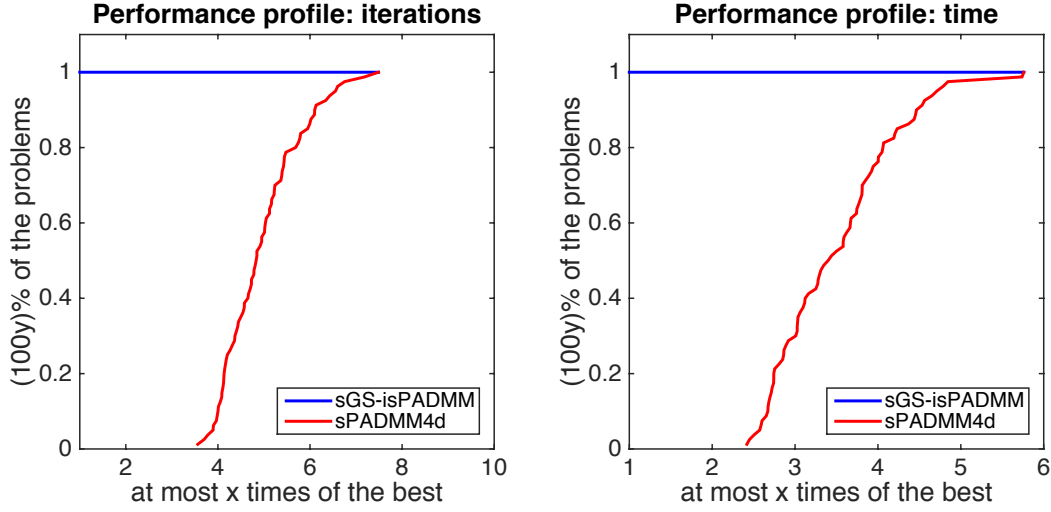 Performance profile: iterations
(100y)% of the problems
1
0.8
0.6
0.4
0.2
0
2
4
6
8
10
at most x times of the best
sGS-isPADMM
sPADMM4d
Performance profile: time
(100y)% of the problems
1
0.8
0.6
0.4
0.2
0
1
2
3
4
5
6
at most x times of the best
sGS-isPADMM
sPADMM4d